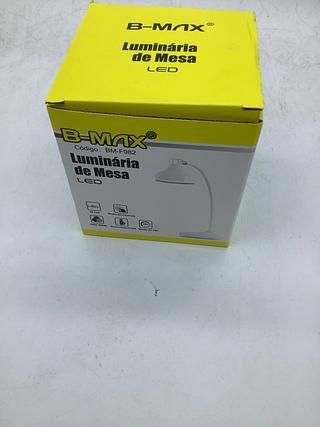 B-MAX®
Luminária
de Mesa
LED
B-MAX®
Código: BM-F982
Luminária
de Mesa
LED